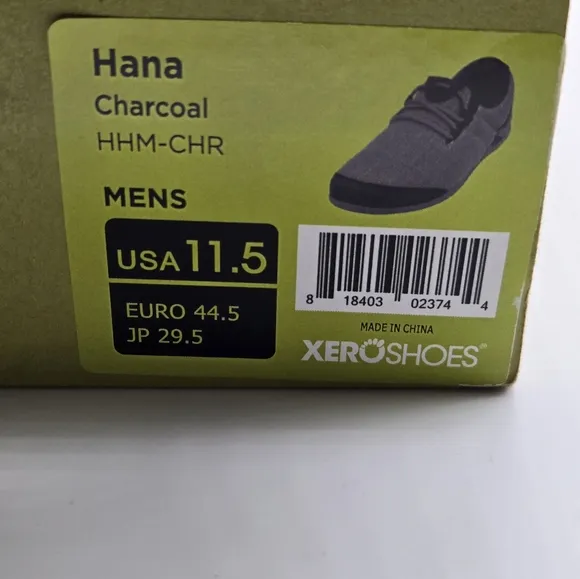 Hana
Charcoal
HHM-CHR
MENS
USA 11.5
EURO 44.5
JP 29.5
8 18403 02374 4
MADE IN CHINA
XEROSHOES®